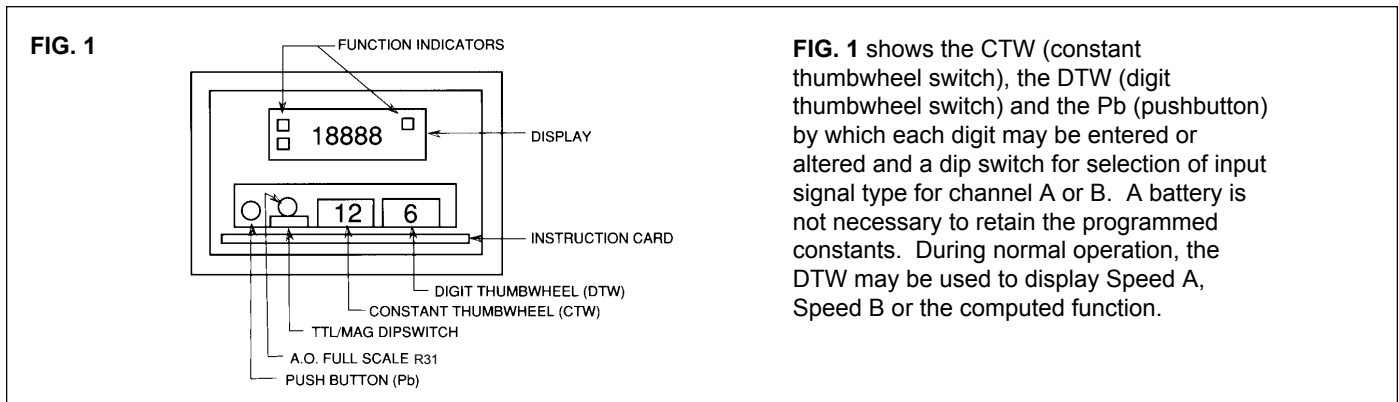 FIG. 1
FUNCTION INDICATORS
18888
DISPLAY
12 6
INSTRUCTION CARD
DIGIT THUMBWHEEL (DTW)
CONSTANT THUMBWHEEL (CTW)
TTL/MAG DIPSWITCH
A.O. FULL SCALE R31
PUSH BUTTON (Pb)
FIG. 1 shows the CTW (constant
thumbwheel switch), the DTW (digit
thumbwheel switch) and the Pb (pushbutton)
by which each digit may be entered or
altered and a dip switch for selection of input
signal type for channel A or B. A battery is
not necessary to retain the programmed
constants. During normal operation, the
DTW may be used to display Speed A,
Speed B or the computed function.